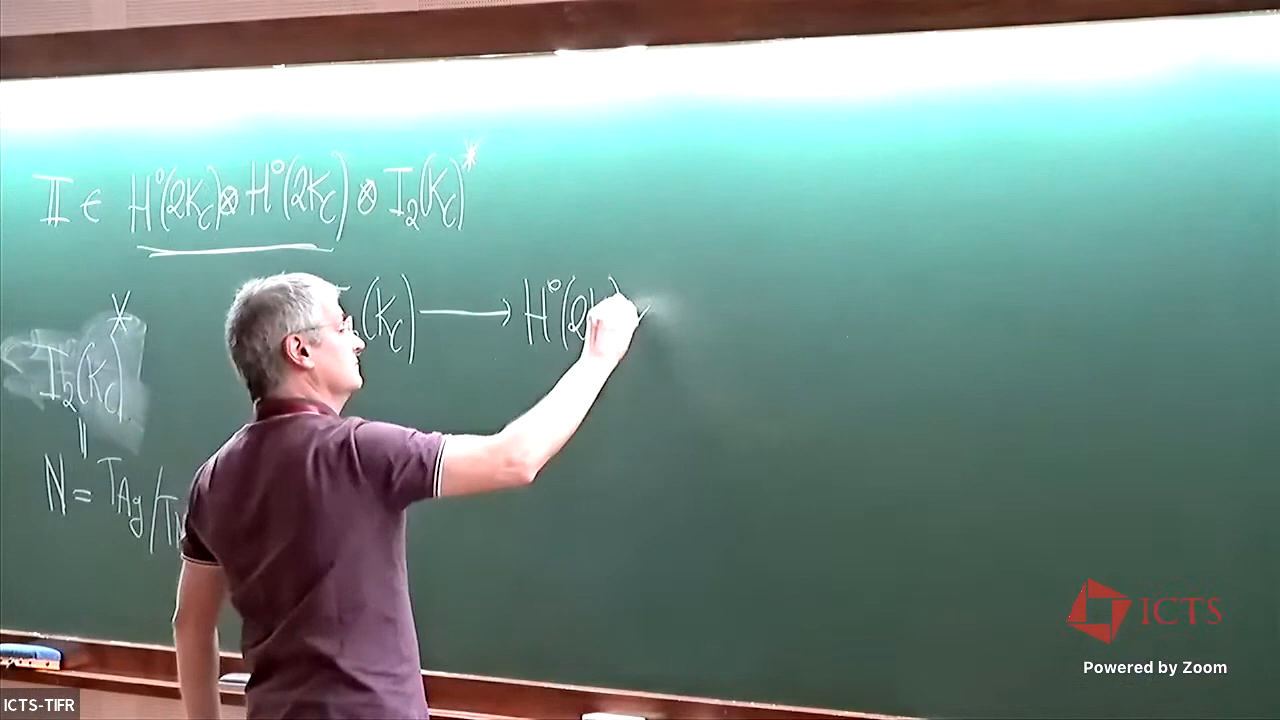 II ∈ H⁰(2K_C) ⊗ H⁰(2K_C) ⊗ I₂(K_C)*
(K_C) ⟶ H⁰(2K
I₂(K_C)*
||
N = T_{A_g} / T
ICTS
Powered by Zoom
ICTS-TIFR